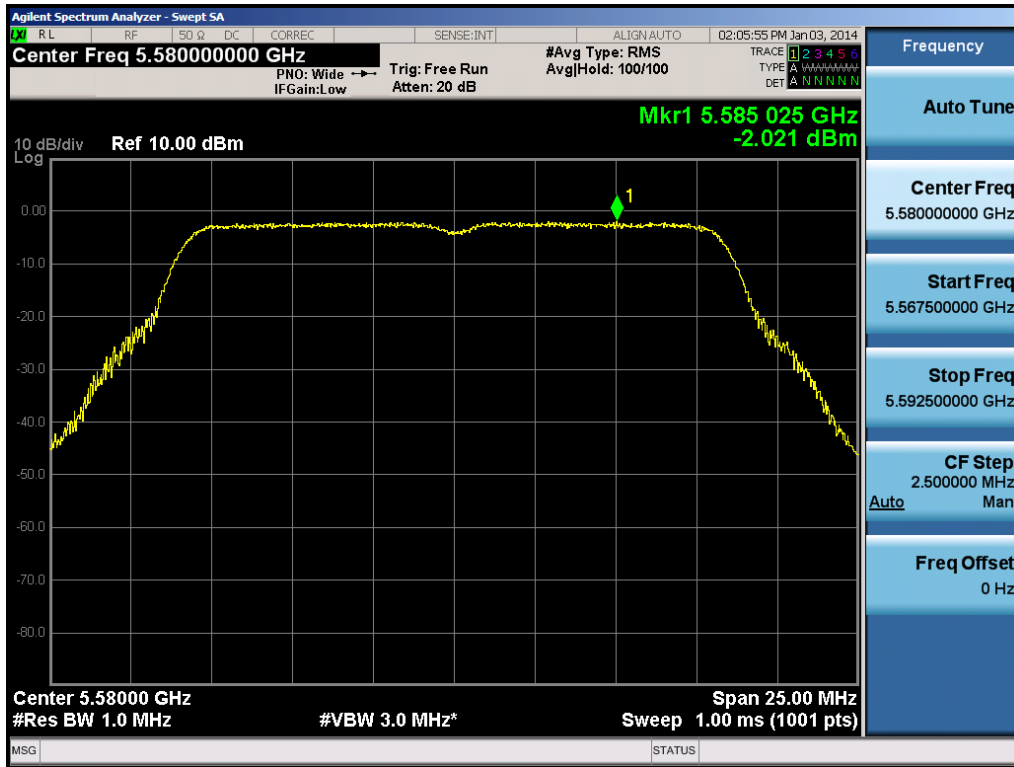 Agilent Spectrum Analyzer - Swept SA
LXI RL RF 50 Ω DC CORREC SENSE:INT ALIGN AUTO 02:05:55 PM Jan 03, 2014
Center Freq 5.580000000 GHz
PNO: Wide
IFGain:Low
Trig: Free Run
Atten: 20 dB
#Avg Type: RMS
Avg|Hold: 100/100
TRACE 1 2 3 4 5 6
TYPE A WWWWWW
DET A N N N N N
Mkr1 5.585 025 GHz
-2.021 dBm
10 dB/div Ref 10.00 dBm
Log
1
0.00
-10.0
-20.0
-30.0
-40.0
-50.0
-60.0
-70.0
-80.0
Center 5.58000 GHz Span 25.00 MHz
#Res BW 1.0 MHz #VBW 3.0 MHz* Sweep 1.00 ms (1001 pts)
MSG STATUS
Frequency
Auto Tune
Center Freq
5.580000000 GHz
Start Freq
5.567500000 GHz
Stop Freq
5.592500000 GHz
CF Step
2.500000 MHz
Auto Man
Freq Offset
0 Hz